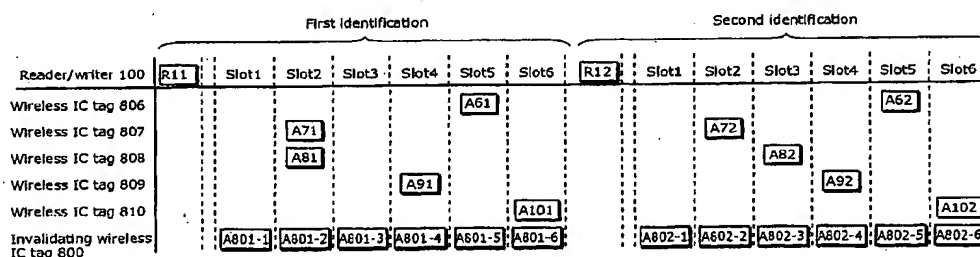 First identification Second identification
Reader/writer 100 R11 Slot1 Slot2 Slot3 Slot4 Slot5 Slot6 R12 Slot1 Slot2 Slot3 Slot4 Slot5 Slot6
Wireless IC tag 806 A61 A62
Wireless IC tag 807 A71 A72
Wireless IC tag 808 A81 A82
Wireless IC tag 809 A91 A92
Wireless IC tag 810 A101 A102
Invalidating wireless A801-1 A801-2 A801-3 A801-4 A801-5 A801-6 A802-1 A802-2 A802-3 A802-4 A802-5 A802-6
IC tag 800